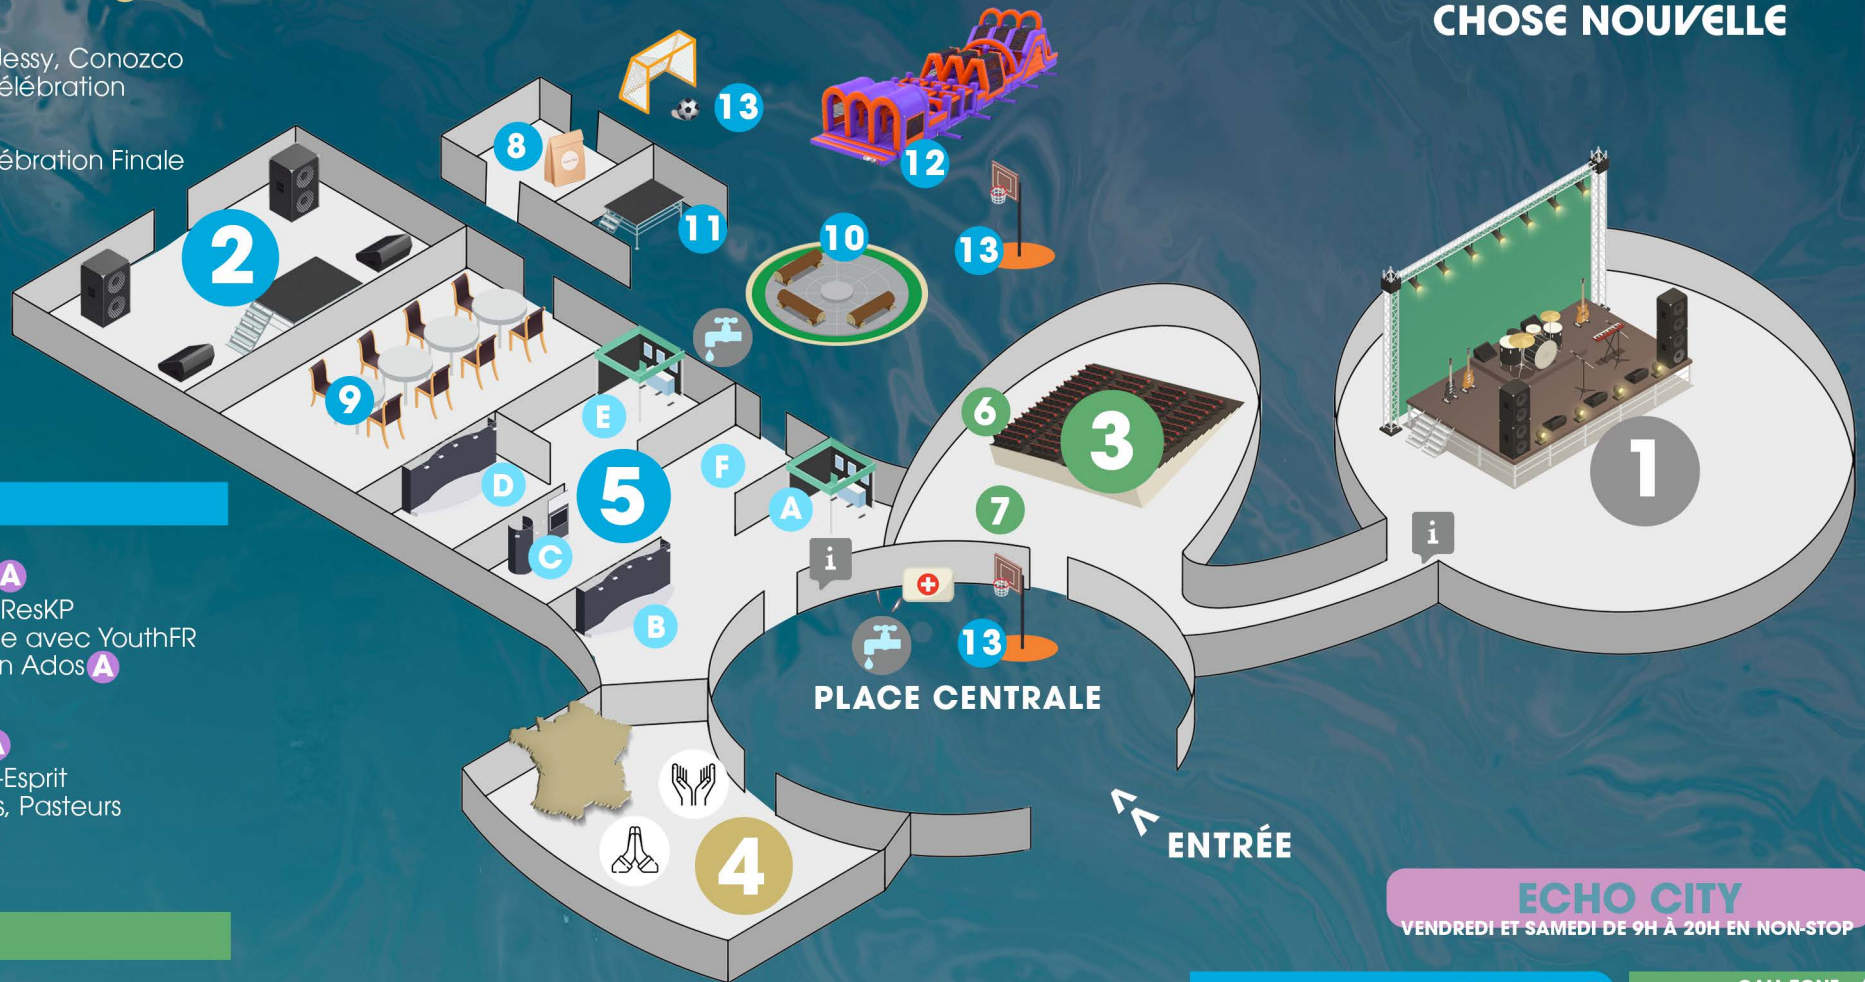 CHOSE NOUVELLE
Jessy, Conozco
élébration
ébration Finale
13
8
12
11
10
13
2
9
E
6
3
D
F
5
A
7
1
C
i
i
B
13
PLACE CENTRALE
A
ResKP
e avec YouthFR
n Ados A
-Esprit
s, Pasteurs
4
ENTRÉE
ECHO CITY
VENDREDI ET SAMEDI DE 9H À 20H EN NON-STOP